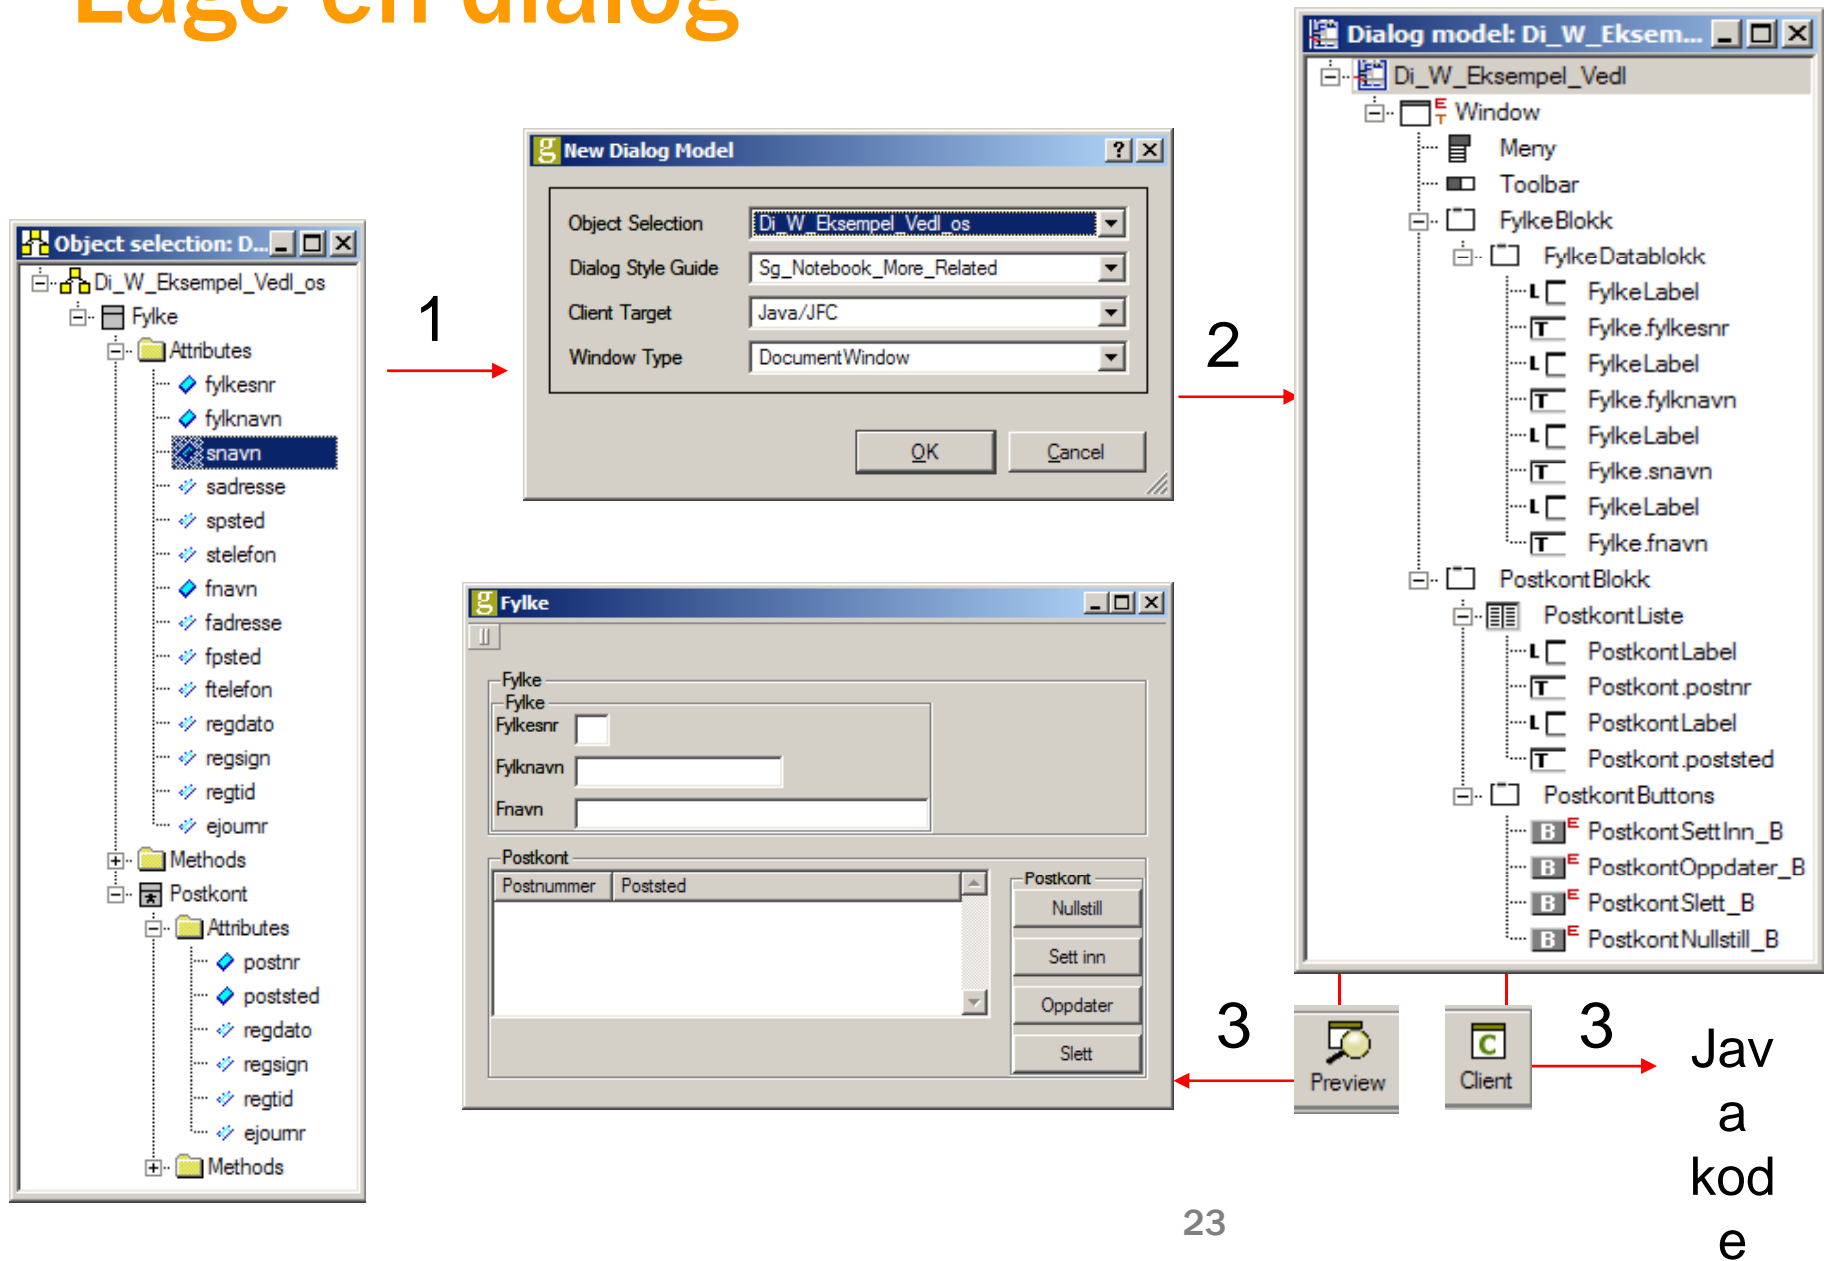 Lage en dialog
Object selection: D...
Di_W_Eksempel_Vedl_os
Fylke
Attributes
fylkesnr
fylknavn
snavn
sadresse
spsted
stelefon
fnavn
fadresse
fpsted
ftelefon
regdato
regsign
regtid
ejournr
Methods
Postkont
Attributes
postnr
poststed
regdato
regsign
regtid
ejournr
Methods
1
New Dialog Model
Object Selection Di_W_Eksempel_Vedl_os
Dialog Style Guide Sg_Notebook_More_Related
Client Target Java/JFC
Window Type DocumentWindow
OK Cancel
2
Dialog model: Di_W_Eksem...
Di_W_Eksempel_Vedl
Window
Meny
Toolbar
FylkeBlokk
FylkeDatablokk
FylkeLabel
Fylke.fylkesnr
FylkeLabel
Fylke.fylknavn
FylkeLabel
Fylke.snavn
FylkeLabel
Fylke.fnavn
PostkontBlokk
PostkontListe
PostkontLabel
Postkont.postnr
PostkontLabel
Postkont.poststed
PostkontButtons
PostkontSettInn_B
PostkontOppdater_B
PostkontSlett_B
PostkontNullstill_B
Fylke
Fylke
Fylke
Fylkesnr
Fylknavn
Fnavn
Postkont
Postnummer Poststed
Postkont
Nullstill
Sett inn
Oppdater
Slett
3
Preview
Client
3
Jav
a
kod
e
23